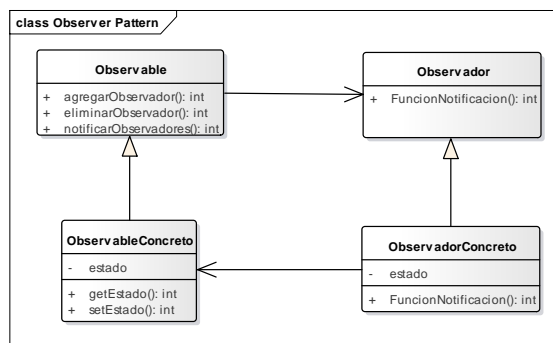 class Observer Pattern
Observable
+ agregarObservador(): int
+ eliminarObservador(): int
+ notificarObservadores(): int
Observador
+ FuncionNotificacion(): int
ObservableConcreto
- estado
+ getEstado(): int
+ setEstado(): int
ObservadorConcreto
- estado
+ FuncionNotificacion(): int